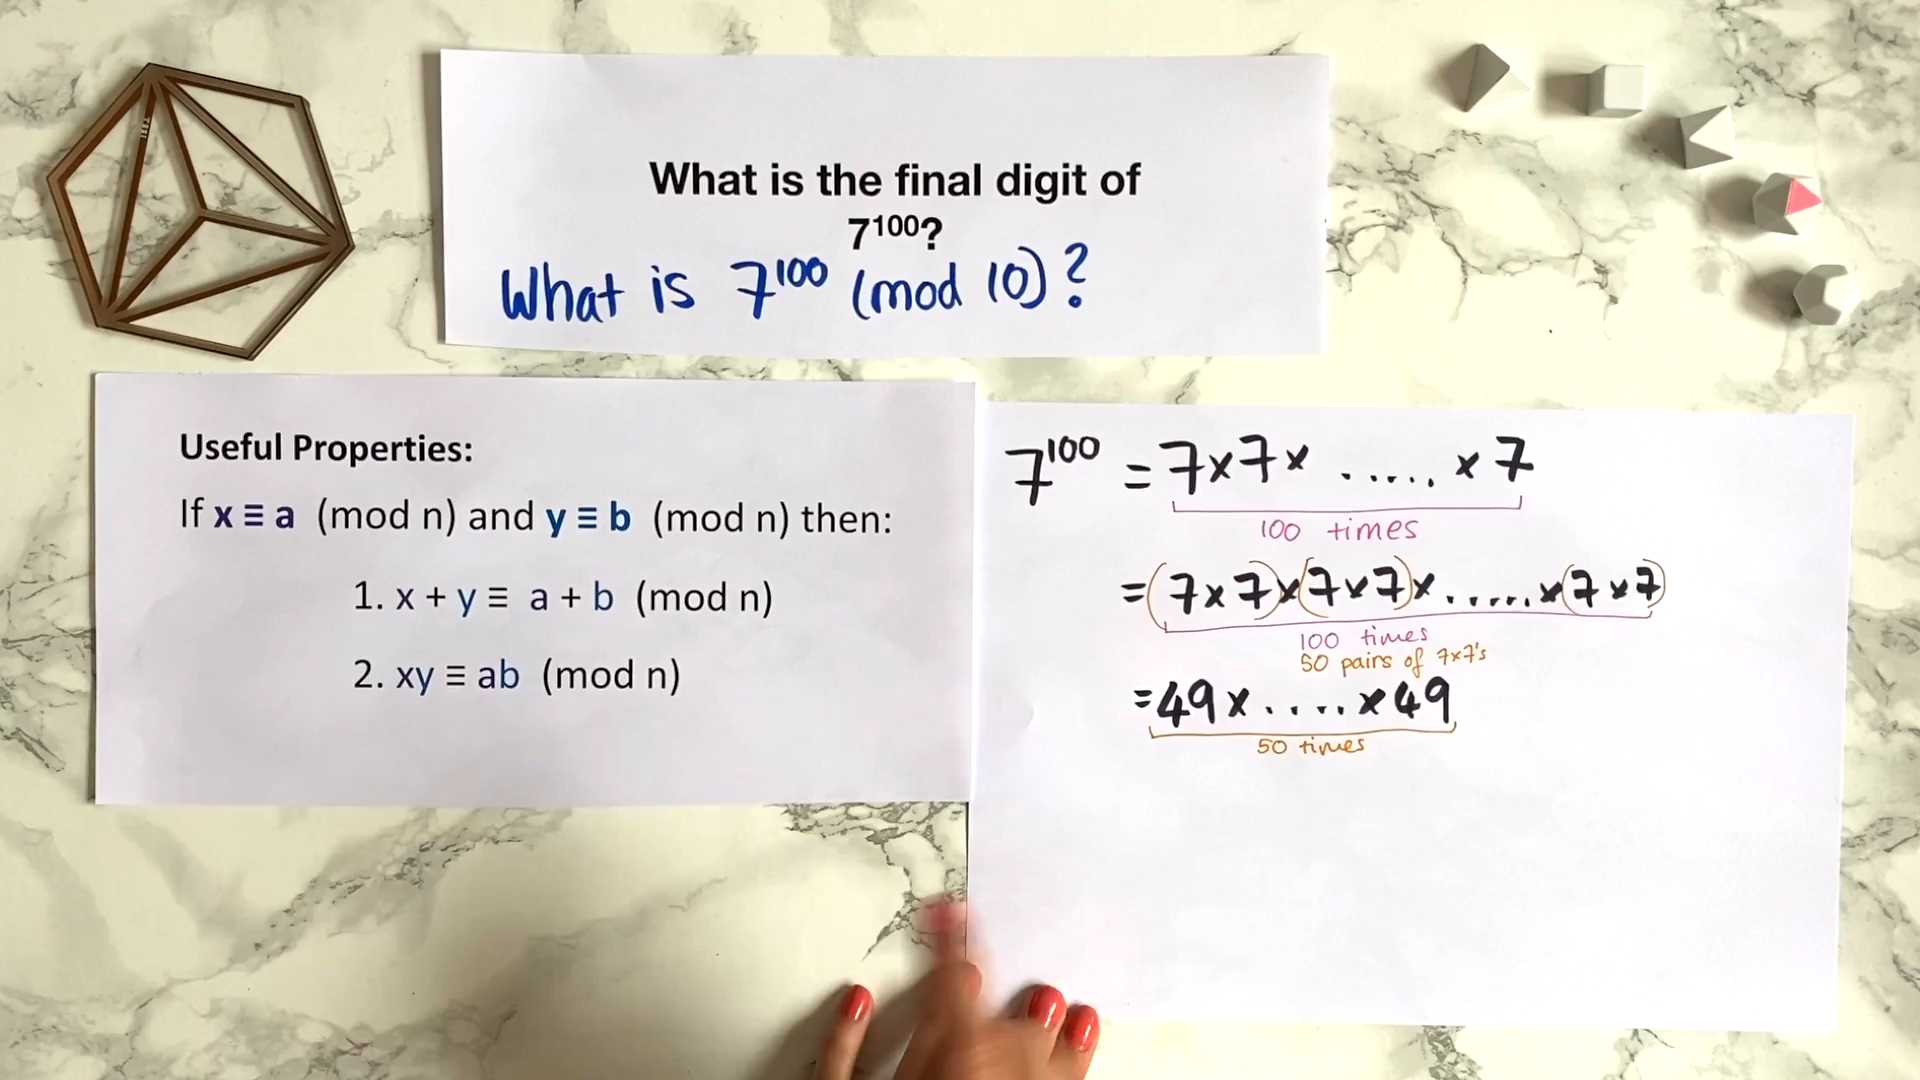 What is the final digit of
7¹⁰⁰?
What is 7¹⁰⁰ (mod 10)?
Useful Properties:
If x ≡ a (mod n) and y ≡ b (mod n) then:
1. x + y ≡ a + b (mod n)
2. xy ≡ ab (mod n)
7¹⁰⁰ = 7×7× ..... ×7
100 times
=(7×7)×(7×7)×.....×(7×7)
100 times
50 pairs of 7×7's
=49×....×49
50 times